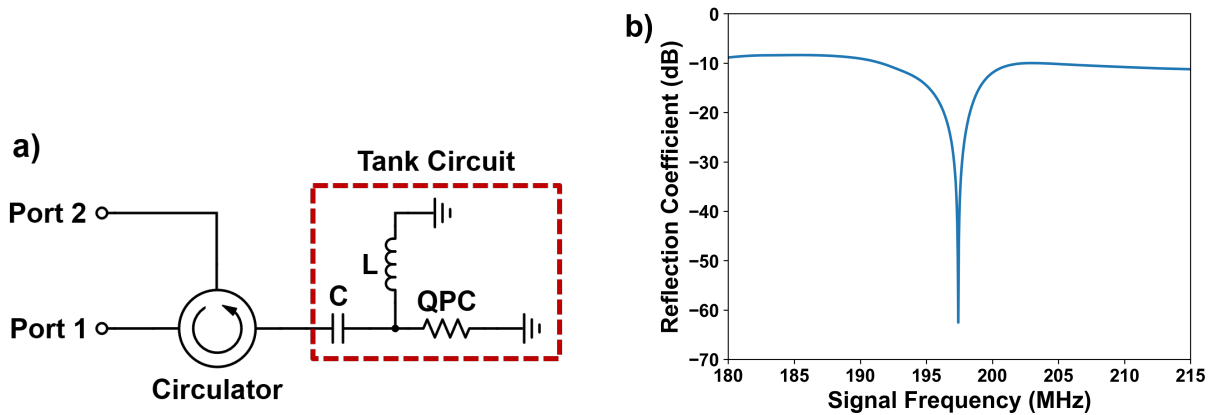 a)
Tank Circuit
Port 2
L
C
QPC
Port 1
Circulator
b)
Reflection Coefficient (dB)
0
−10
−20
−30
−40
−50
−60
−70
180 185 190 195 200 205 210 215
Signal Frequency (MHz)